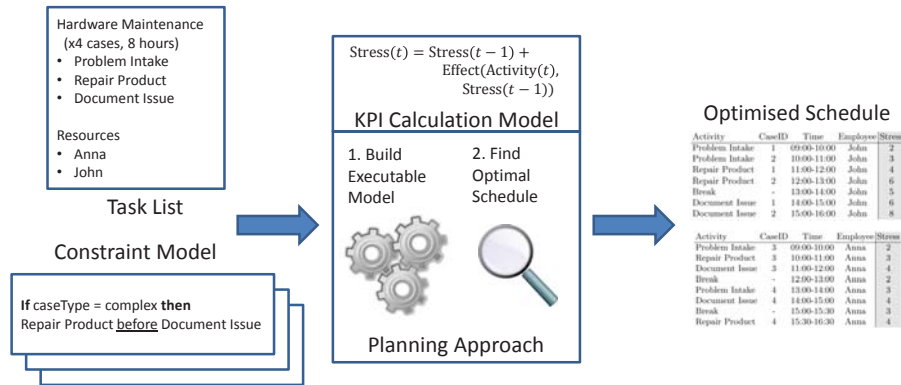 Hardware Maintenance
(x4 cases, 8 hours)
• Problem Intake
• Repair Product
• Document Issue
Resources
• Anna
• John
Task List
Constraint Model
If caseType = complex then
Repair Product before Document Issue
Stress(t) = Stress(t − 1) +
Effect(Activity(t),
Stress(t − 1))
KPI Calculation Model
1. Build
Executable
Model
2. Find
Optimal
Schedule
Planning Approach
Optimised Schedule
Activity CaseID Time Employee Stress
Problem Intake 1 09:00-10:00 John 2
Problem Intake 2 10:00-11:00 John 3
Repair Product 1 11:00-12:00 John 4
Repair Product 2 12:00-13:00 John 6
Break - 13:00-14:00 John 5
Document Issue 1 14:00-15:00 John 6
Document Issue 2 15:00-16:00 John 8
Activity CaseID Time Employee Stress
Problem Intake 3 09:00-10:00 Anna 2
Repair Product 3 10:00-11:00 Anna 3
Document Issue 3 11:00-12:00 Anna 4
Break - 12:00-13:00 Anna 2
Problem Intake 4 13:00-14:00 Anna 3
Document Issue 4 14:00-15:00 Anna 4
Break - 15:00-15:30 Anna 3
Repair Product 4 15:30-16:30 Anna 4